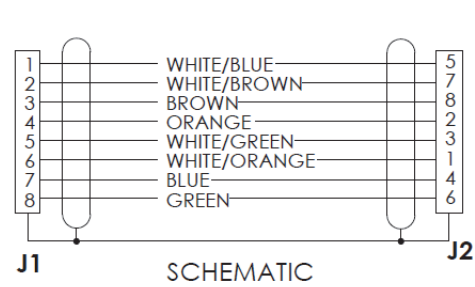 1 WHITE/BLUE 5
2 WHITE/BROWN 7
3 BROWN 8
4 ORANGE 2
5 WHITE/GREEN 3
6 WHITE/ORANGE 1
7 BLUE 4
8 GREEN 6
J1 J2
SCHEMATIC